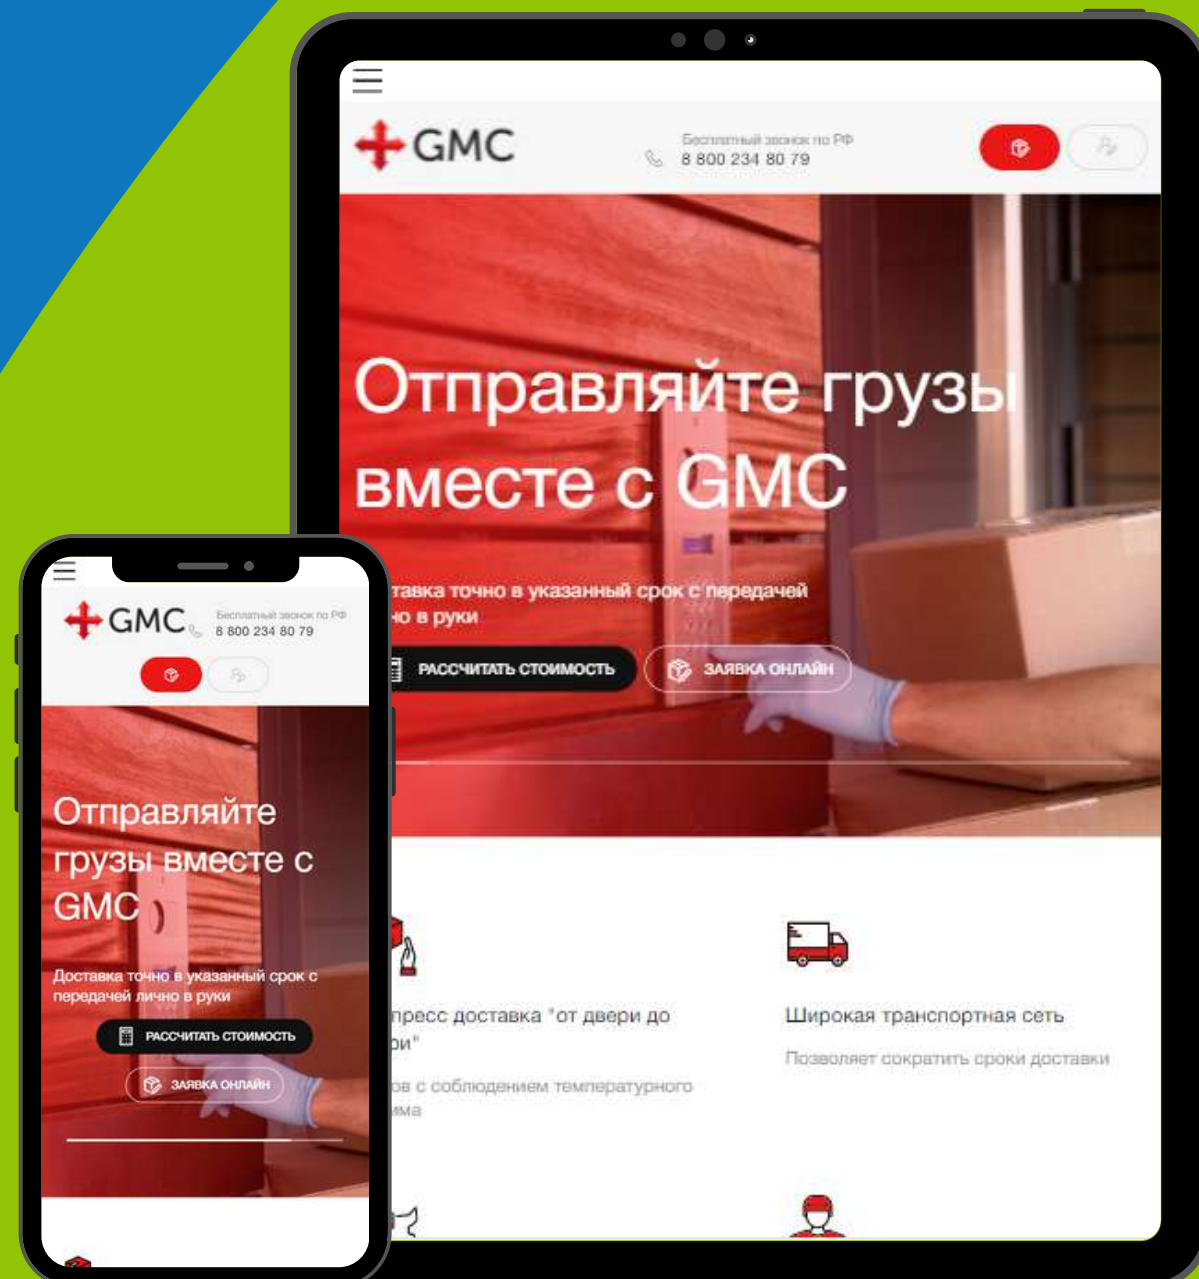 GMC
Бесплатный звонок по РФ
8 800 234 80 79
Отправляйте грузы
вместе с GMC
тавка точно в указанный срок с передачей
но в руки
РАССЧИТАТЬ СТОИМОСТЬ
ЗАЯВКА ОНЛАЙН
пресс доставка "от двери до
ри"
ов с соблюдением температурного
има
Широкая транспортная сеть
Позволяет сократить сроки доставки
GMC
Бесплатный звонок по РФ
8 800 234 80 79
Отправляйте
грузы вместе с
GMC
Доставка точно в указанный срок с
передачей лично в руки
РАССЧИТАТЬ СТОИМОСТЬ
ЗАЯВКА ОНЛАЙН